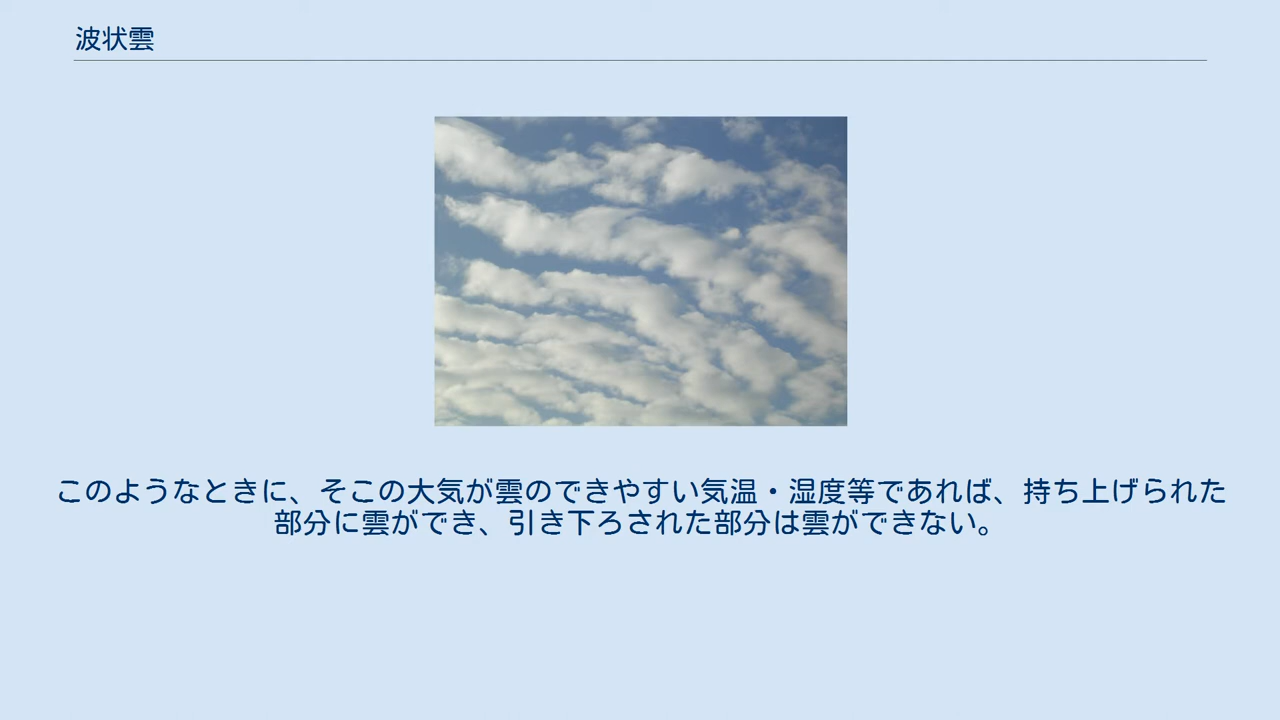 波状雲
このようなときに、そこの大気が雲のできやすい気温・湿度等であれば、持ち上げられた
部分に雲ができ、引き下ろされた部分は雲ができない。